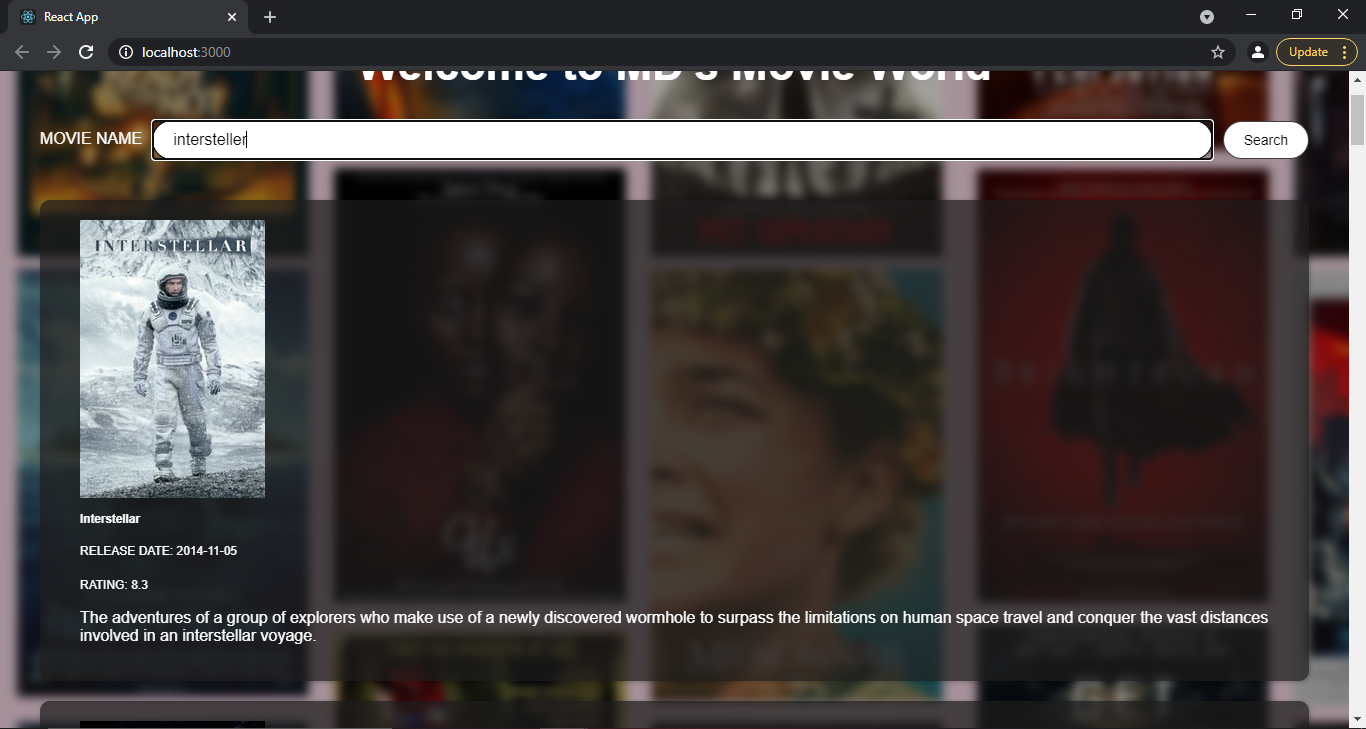 React App
localhost:3000
Update
Welcome to MD's Movie World
MOVIE NAME
intersteller
Search
INTERSTELLAR
Interstellar
RELEASE DATE: 2014-11-05
RATING: 8.3
The adventures of a group of explorers who make use of a newly discovered wormhole to surpass the limitations on human space travel and conquer the vast distances
involved in an interstellar voyage.